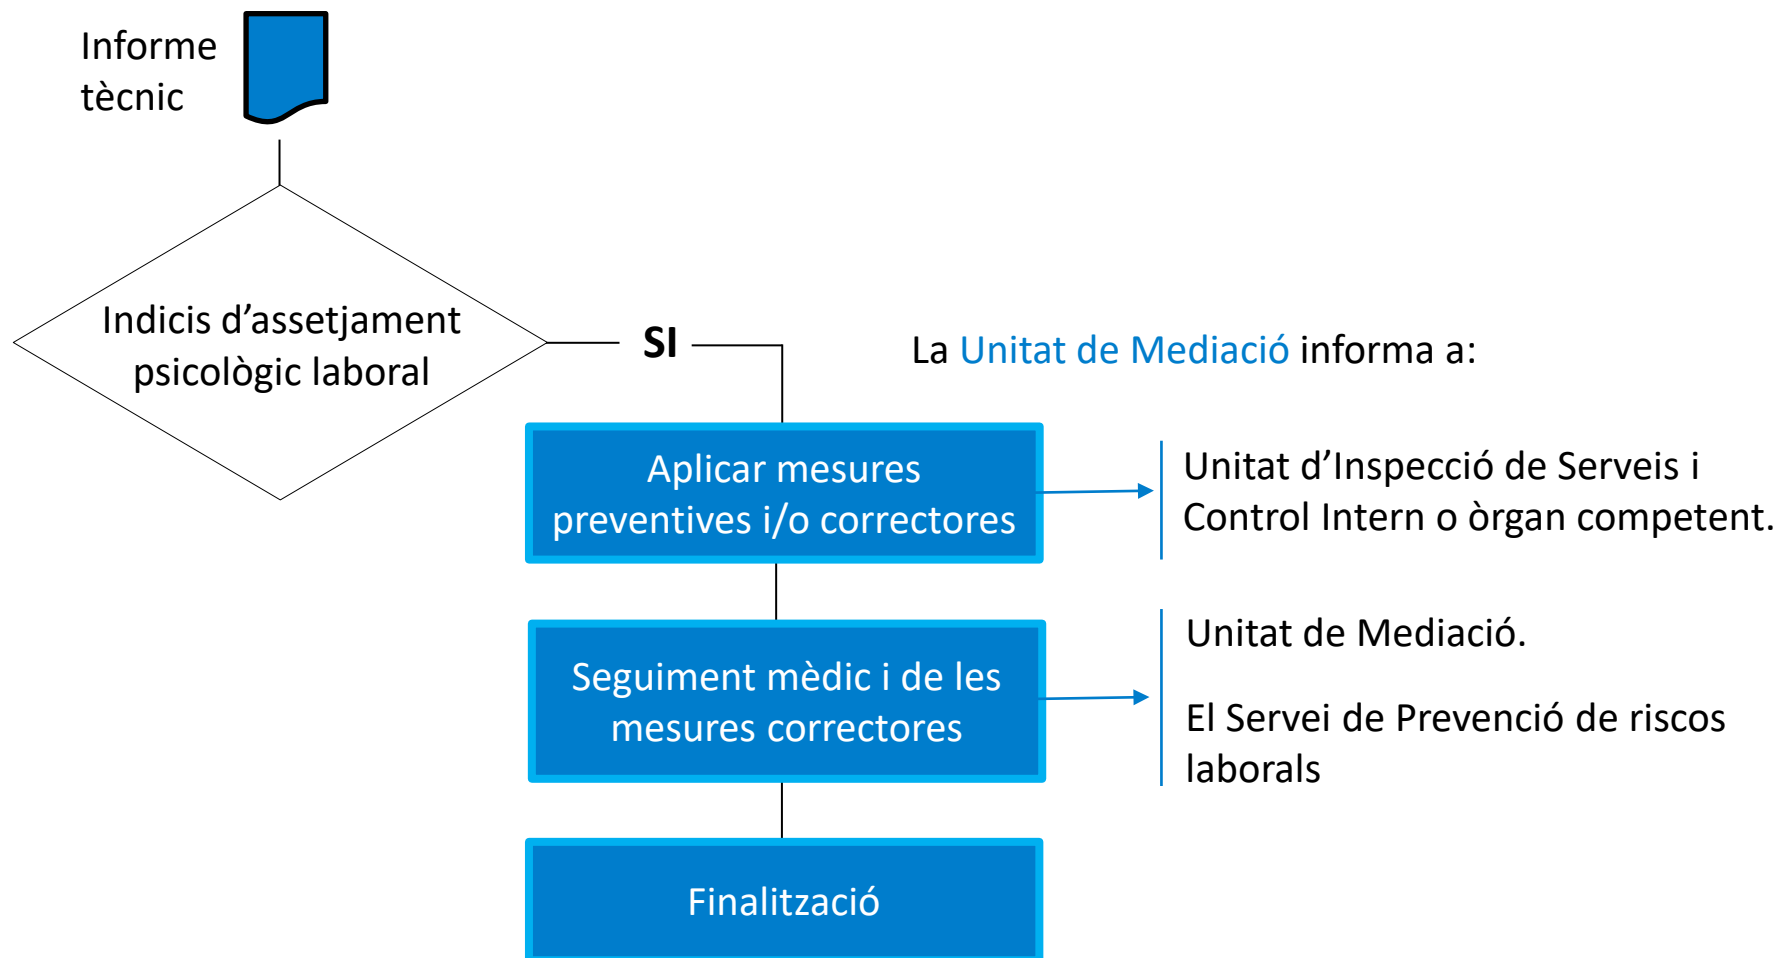 Informe
tècnic
Indicis d’assetjament
psicològic laboral
SI
La Unitat de Mediació informa a:
Aplicar mesures
preventives i/o correctores
Unitat d’Inspecció de Serveis i
Control Intern o òrgan competent.
Seguiment mèdic i de les
mesures correctores
Unitat de Mediació.
El Servei de Prevenció de riscos
laborals
Finalització